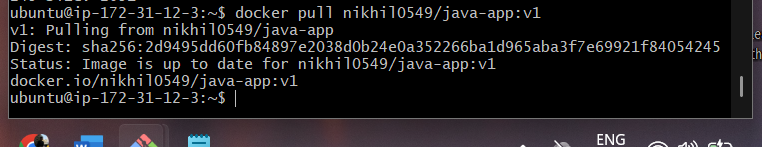 ubuntu@ip-172-31-12-3:~$ docker pull nikhil0549/java-app:v1
v1: Pulling from nikhil0549/java-app
Digest: sha256:2d9495dd60fb84897e2038d0b24e0a352266ba1d965aba3f7e69921f84054245
Status: Image is up to date for nikhil0549/java-app:v1
docker.io/nikhil0549/java-app:v1
ubuntu@ip-172-31-12-3:~$
ENG